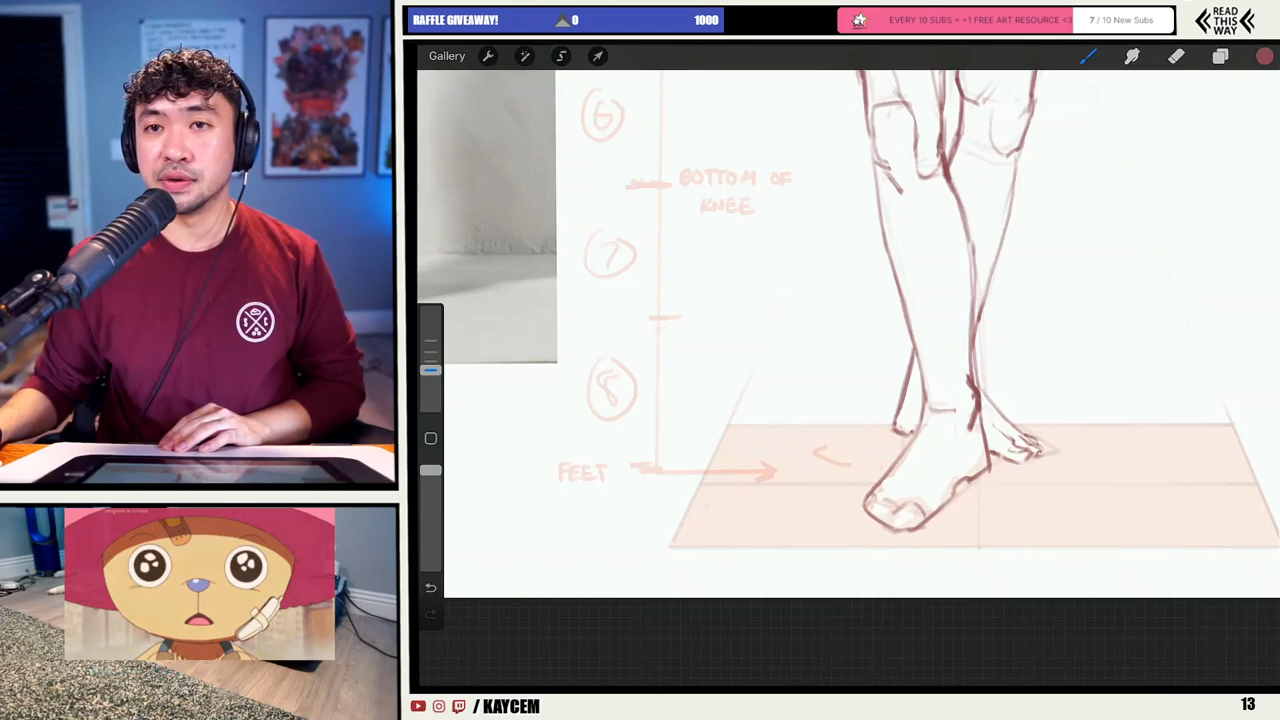 RAFFLE GIVEAWAY!
0
1000
EVERY 10 SUBS = +1 FREE ART RESOURCE <3
7 / 10 New Subs
READ
THIS
WAY
Gallery
6
BOTTOM OF
KNEE
7
8
FEET
S C
/ KAYCEM
13